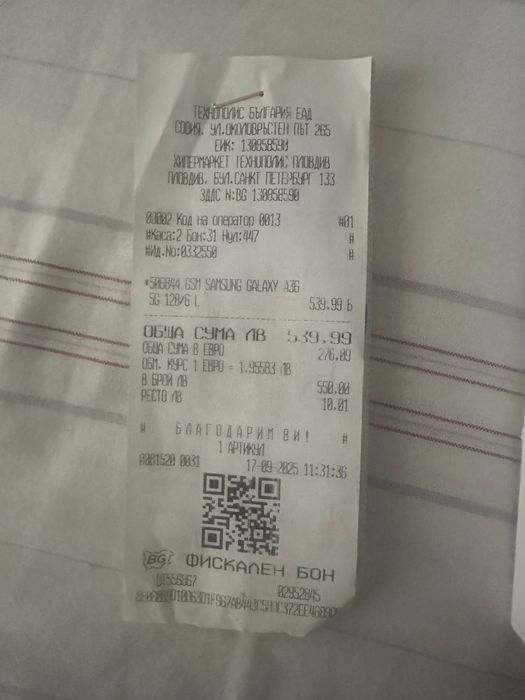 ТЕХНОПОЛИС БЪЛГАРИЯ ЕАД
СОФИЯ, УЛ.ОКОЛОВРЪСТЕН ПЪТ 265
ЕИК: 130858590
ХИПЕРМАРКЕТ ТЕХНОПОЛИС ПЛОВДИВ
ПЛОВДИВ, БУЛ.САНКТ ПЕТЕРБУРГ 133
ЗДДС N:BG 130858590
03002 Код на оператор 0013 #01
#Каса:2 Бон:31 Нул:447 #
#Ид.No:0332550 #
*506844 GSM SAMSUNG GALAXY A36
5G 128/6 L 539.99 Б
ОБЩА СУМА ЛВ 539.99
ОБЩА СУМА В ЕВРО 276.09
ОБМ. КУРС 1 ЕВРО = 1.95583 ЛВ
В БРОЙ ЛВ 550.00
РЕСТО ЛВ 10.01
# БЛАГОДАРИМ ВИ! #
1 АРТИКУЛ
0081520 0031 17-09-2025 11:31:36
BG
ФИСКАЛЕН БОН
DT556867 02952845